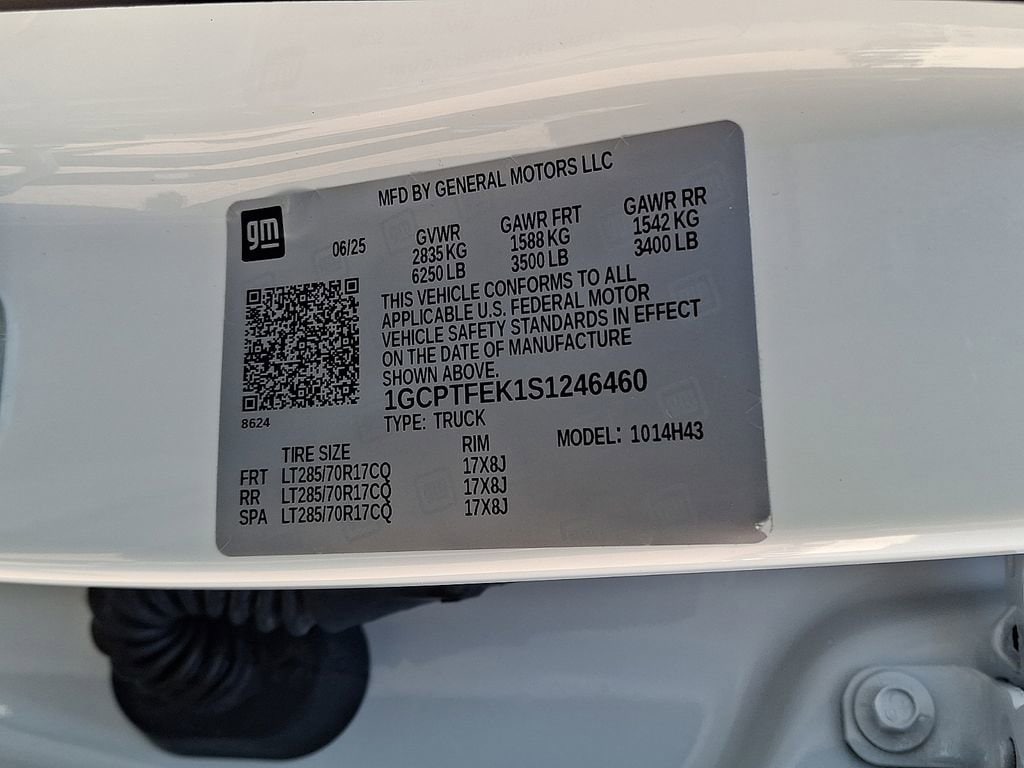 MFD BY GENERAL MOTORS LLC
gm
06/25
GVWR GAWR FRT GAWR RR
2835 KG 1588 KG 1542 KG
6250 LB 3500 LB 3400 LB
THIS VEHICLE CONFORMS TO ALL
APPLICABLE U.S. FEDERAL MOTOR
VEHICLE SAFETY STANDARDS IN EFFECT
ON THE DATE OF MANUFACTURE
SHOWN ABOVE.
1GCPTFEK1S1246460
8624
TYPE: TRUCK
MODEL: 1014H43
TIRE SIZE RIM
FRT LT285/70R17CQ 17X8J
RR LT285/70R17CQ 17X8J
SPA LT285/70R17CQ 17X8J